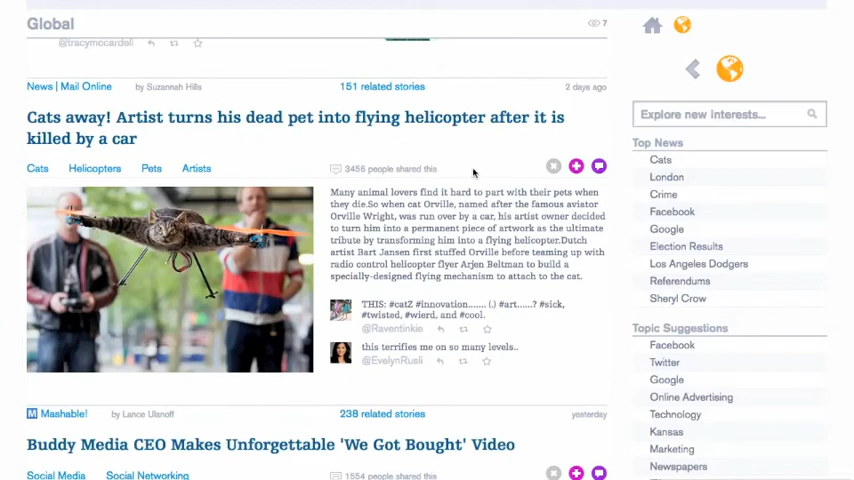 Global
7
@tracymccardell
News | Mail Online
by Suzannah Hills
151 related stories
2 days ago
Cats away! Artist turns his dead pet into flying helicopter after it is
killed by a car
Cats
Helicopters
Pets
Artists
3456 people shared this
Many animal lovers find it hard to part with their pets when
they die.So when cat Orville, named after the famous aviator
Orville Wright, was run over by a car, his artist owner decided
to turn him into a permanent piece of artwork as the ultimate
tribute by transforming him into a flying helicopter.Dutch
artist Bart Jansen first stuffed Orville before teaming up with
radio control helicopter flyer Arjen Beltman to build a
specially-designed flying mechanism to attach to the cat.
THIS: #catZ #innovation....... (.) #art......? #sick,
#twisted, #wierd, and #cool.
@Raventinkie
this terrifies me on so many levels..
@EvelynRusli
M Mashable!
by Lance Ulanoff
238 related stories
yesterday
Buddy Media CEO Makes Unforgettable 'We Got Bought' Video
Social Media
Social Networking
1554 people shared this
Explore new interests...
Top News
Cats
London
Crime
Facebook
Google
Election Results
Los Angeles Dodgers
Referendums
Sheryl Crow
Topic Suggestions
Facebook
Twitter
Google
Online Advertising
Technology
Kansas
Marketing
Newspapers